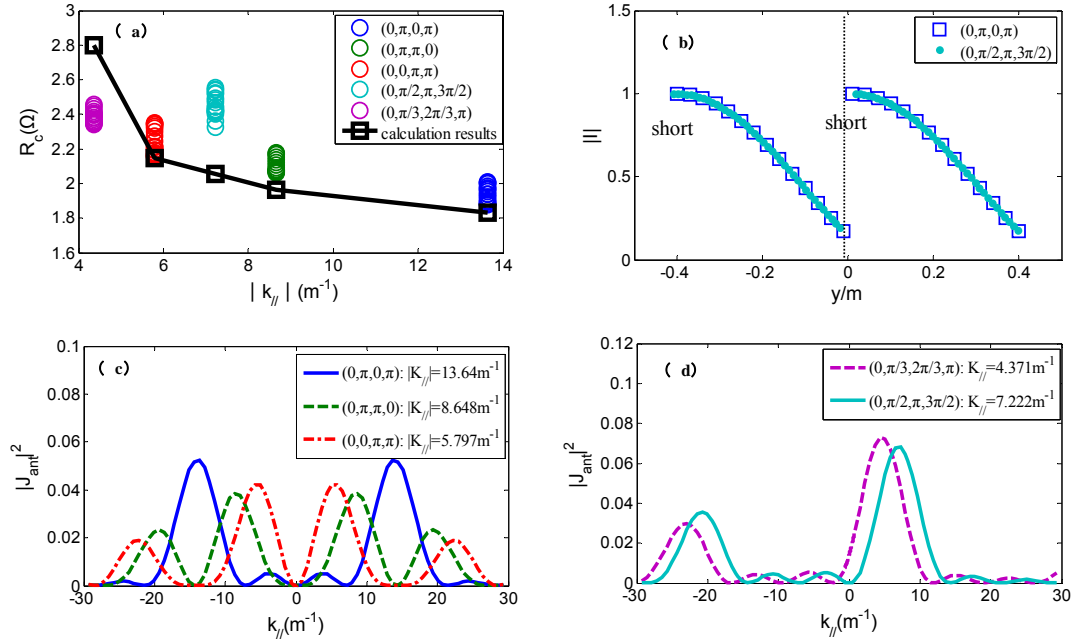 ( a)
(0,π,0,π)
(0,π,π,0)
(0,0,π,π)
(0,π/2,π,3π/2)
(0,π/3,2π/3,π)
calculation results
R_c(Ω)
3
2.8
2.6
2.4
2.2
2
1.8
1.6
4 6 8 10 12 14
| k_{//} | (m^{-1})
( b)
(0,π,0,π)
(0,π/2,π,3π/2)
|I|
1.5
1
0.5
0
short
short
-0.4 -0.2 0 0.2 0.4
y/m
( c)
(0,π,0,π): |K_{//}|=13.64m^{-1}
(0,π,π,0): |K_{//}|=8.648m^{-1}
(0,0,π,π): |K_{//}|=5.797m^{-1}
|J_{ant}|^2
0.1
0.08
0.06
0.04
0.02
0
-30 -20 -10 0 10 20 30
k_{//}(m^{-1})
( d)
(0,π/3,2π/3,π): K_{//}=4.371m^{-1}
(0,π/2,π,3π/2): K_{//}=7.222m^{-1}
|J_{ant}|^2
0.12
0.1
0.08
0.06
0.04
0.02
0
-30 -20 -10 0 10 20 30
k_{//}(m^{-1})